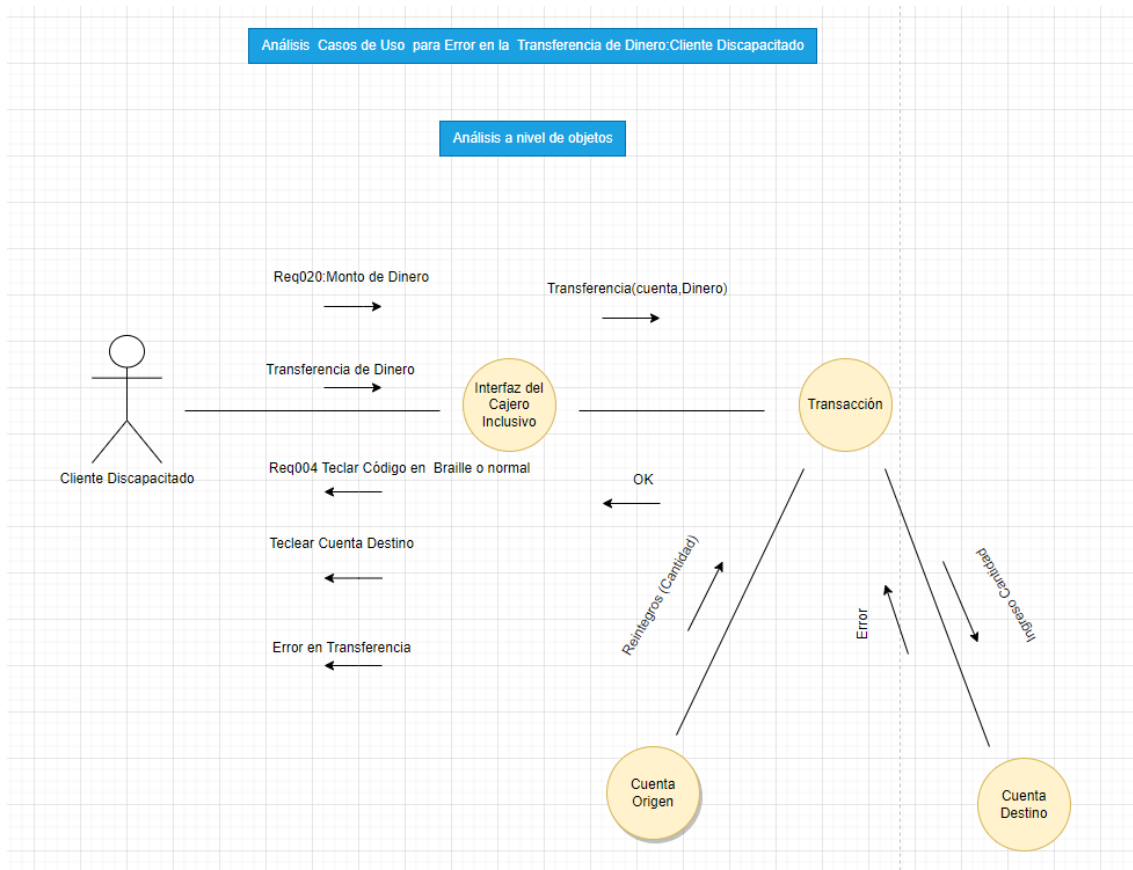 Análisis Casos de Uso para Error en la Transferencia de Dinero:Cliente Discapacitado
Análisis a nivel de objetos
Req020:Monto de Dinero
Transferencia(cuenta,Dinero)
Transferencia de Dinero
Interfaz del
Cajero
Inclusivo
Transacción
Cliente Discapacitado
Req004 Teclar Código en Braille o normal
OK
Teclear Cuenta Destino
Reintegros (Cantidad)
Error
Ingreso Cantidad
Error en Transferencia
Cuenta
Origen
Cuenta
Destino